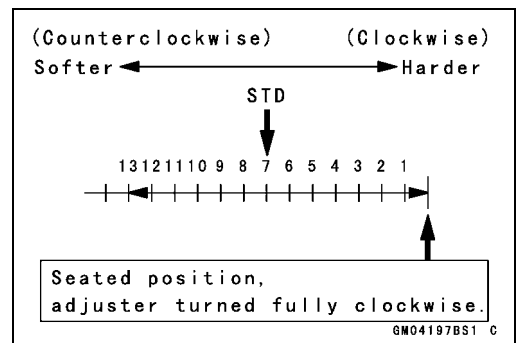 (Counterclockwise) (Clockwise)
Softer Harder
STD
13 12 11 10 9 8 7 6 5 4 3 2 1
Seated position,
adjuster turned fully clockwise.
GM04197BS1 C